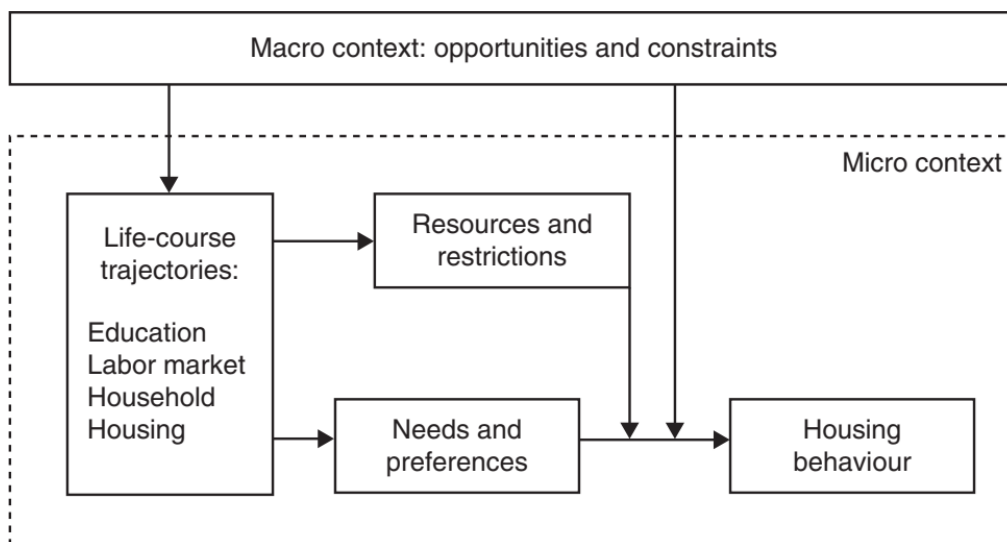 Macro context: opportunities and constraints
Micro context
Life-course
trajectories:
Education
Labor market
Household
Housing
Resources and
restrictions
Needs and
preferences
Housing
behaviour